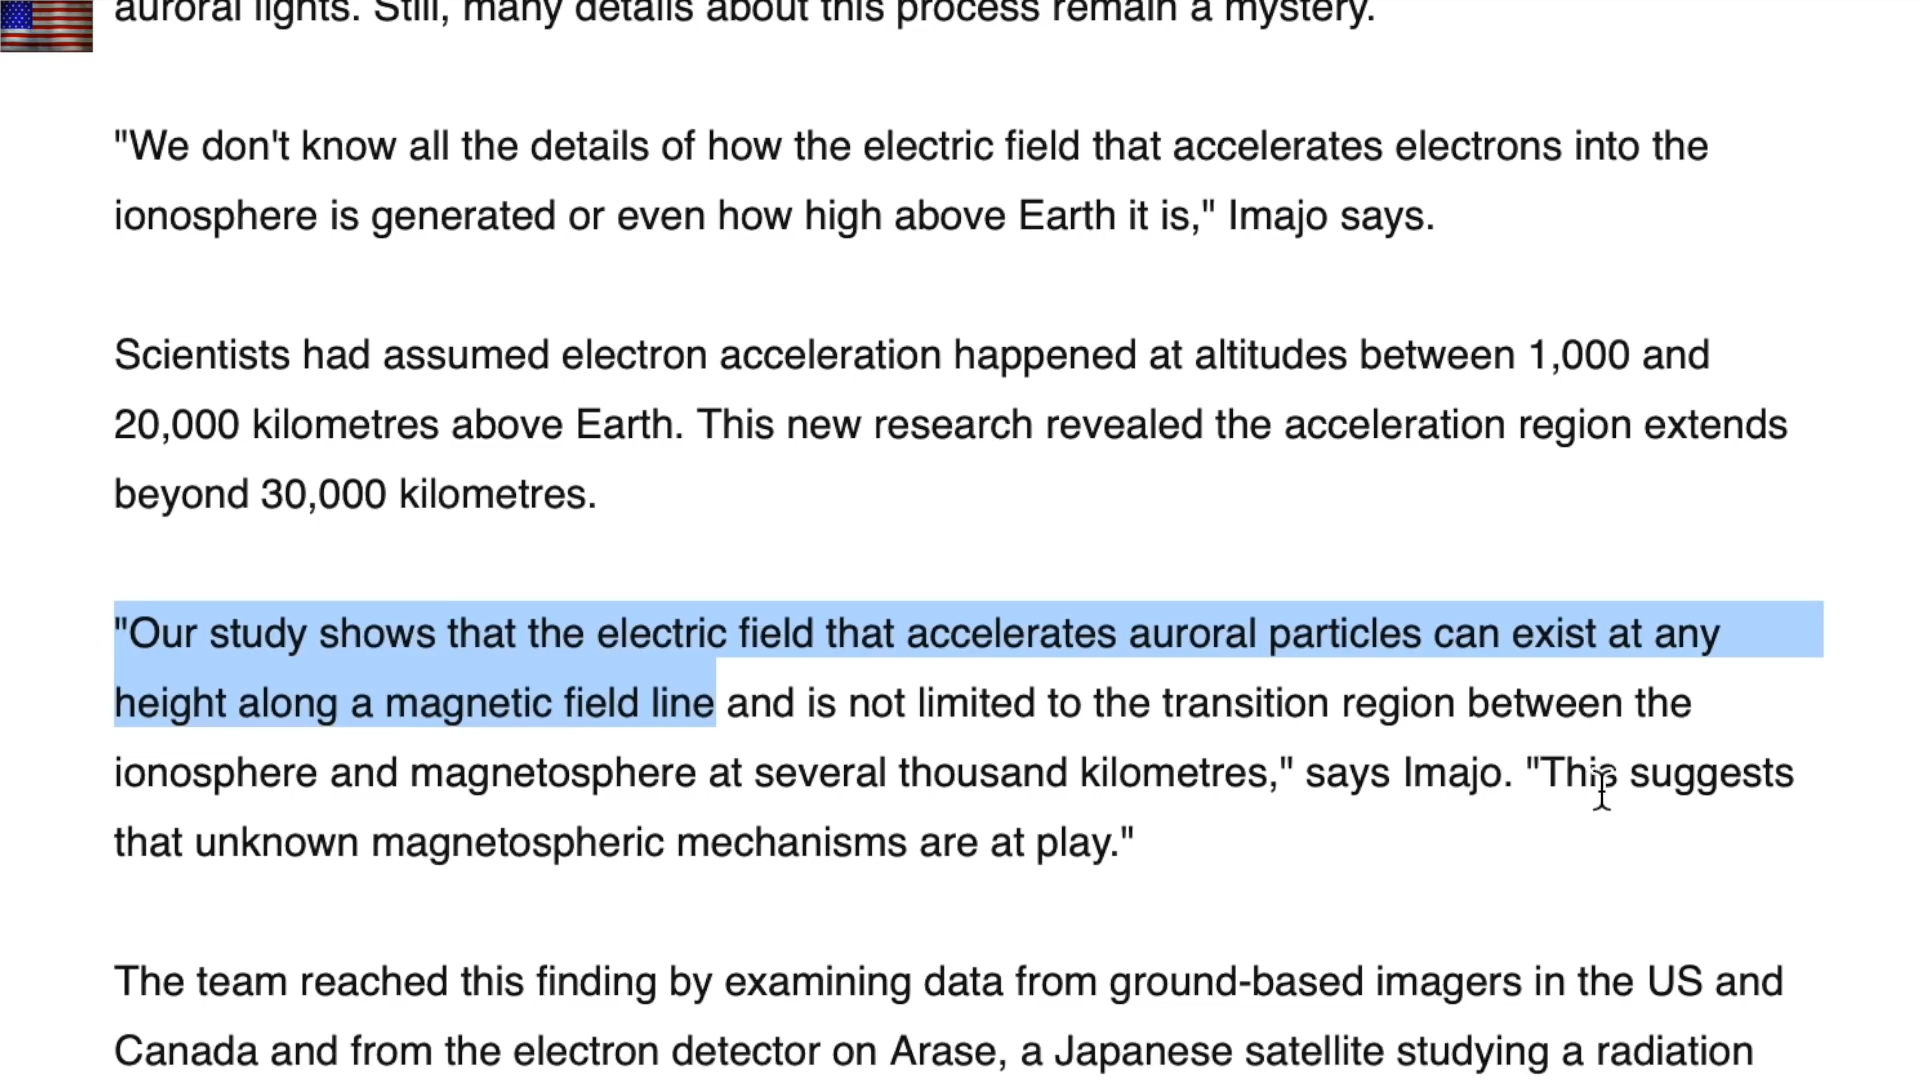 auroral lights. Still, many details about this process remain a mystery.
"We don't know all the details of how the electric field that accelerates electrons into the
ionosphere is generated or even how high above Earth it is," Imajo says.
Scientists had assumed electron acceleration happened at altitudes between 1,000 and
20,000 kilometres above Earth. This new research revealed the acceleration region extends
beyond 30,000 kilometres.
"Our study shows that the electric field that accelerates auroral particles can exist at any
height along a magnetic field line and is not limited to the transition region between the
ionosphere and magnetosphere at several thousand kilometres," says Imajo. "This suggests
that unknown magnetospheric mechanisms are at play."
The team reached this finding by examining data from ground-based imagers in the US and
Canada and from the electron detector on Arase, a Japanese satellite studying a radiation